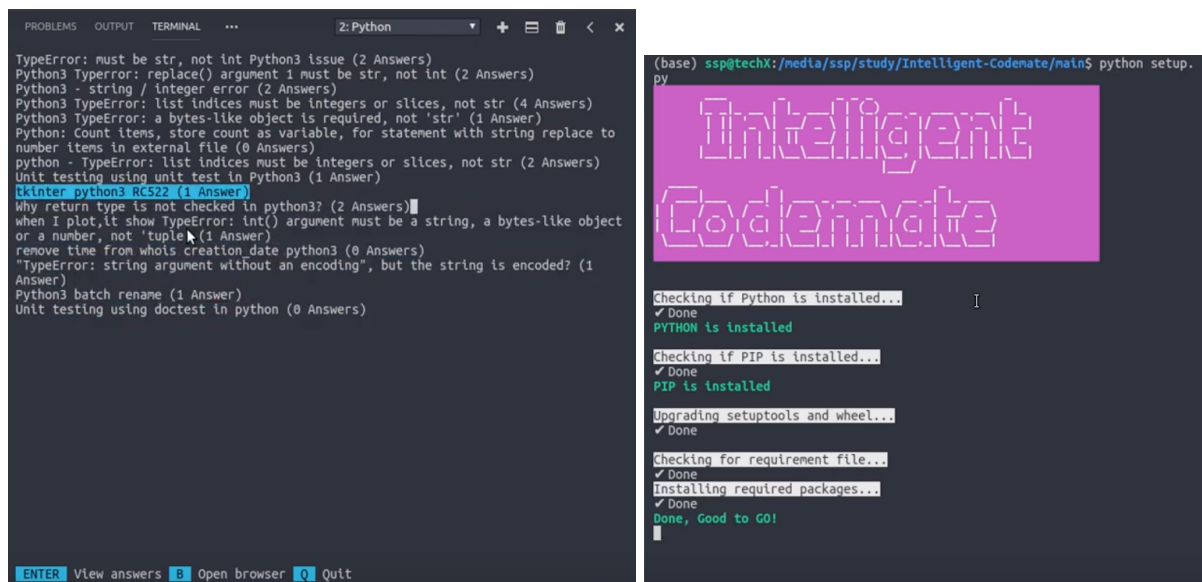 PROBLEMS OUTPUT TERMINAL ••• 2: Python
TypeError: must be str, not int Python3 issue (2 Answers)
Python3 Typerror: replace() argument 1 must be str, not int (2 Answers)
Python3 - string / integer error (2 Answers)
Python3 TypeError: list indices must be integers or slices, not str (4 Answers)
Python3 TypeError: a bytes-like object is required, not 'str' (1 Answer)
Python: Count items, store count as variable, for statement with string replace to
number items in external file (0 Answers)
python - TypeError: list indices must be integers or slices, not str (2 Answers)
Unit testing using unit test in Python3 (1 Answer)
tkinter python3 RC522 (1 Answer)
Why return type is not checked in python3? (2 Answers)
when I plot,it show TypeError: int() argument must be a string, a bytes-like object
or a number, not 'tuple' (1 Answer)
remove time from whois creation_date python3 (0 Answers)
"TypeError: string argument without an encoding", but the string is encoded? (1
Answer)
Python3 batch rename (1 Answer)
Unit testing using doctest in python (0 Answers)
ENTER View answers B Open browser Q Quit
(base) ssp@techX:/media/ssp/study/Intelligent-Codemate/main$ python setup.
py
Intelligent
Codemate
Checking if Python is installed...
✔ Done
PYTHON is installed
Checking if PIP is installed...
✔ Done
PIP is installed
Upgrading setuptools and wheel...
✔ Done
Checking for requirement file...
✔ Done
Installing required packages...
✔ Done
Done, Good to GO!